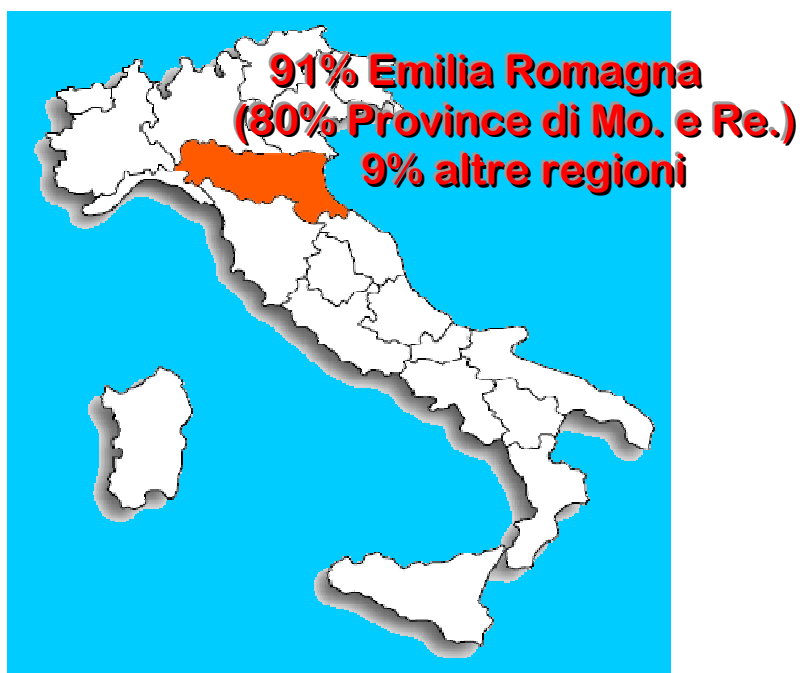 91% Emilia Romagna
(80% Province di Mo. e Re.)
9% altre regioni